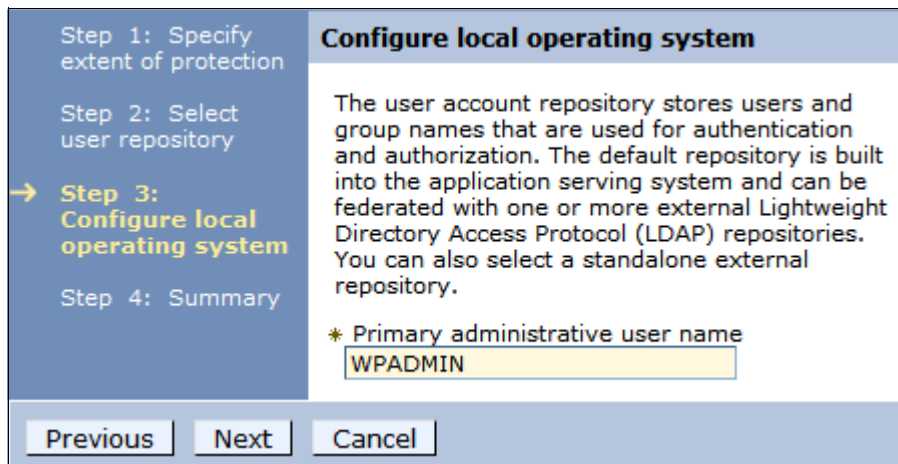 Step 1: Specify
extent of protection
Step 2: Select
user repository
Step 3:
Configure local
operating system
Step 4: Summary
Configure local operating system
The user account repository stores users and
group names that are used for authentication
and authorization. The default repository is built
into the application serving system and can be
federated with one or more external Lightweight
Directory Access Protocol (LDAP) repositories.
You can also select a standalone external
repository.
* Primary administrative user name
WPADMIN
Previous Next Cancel